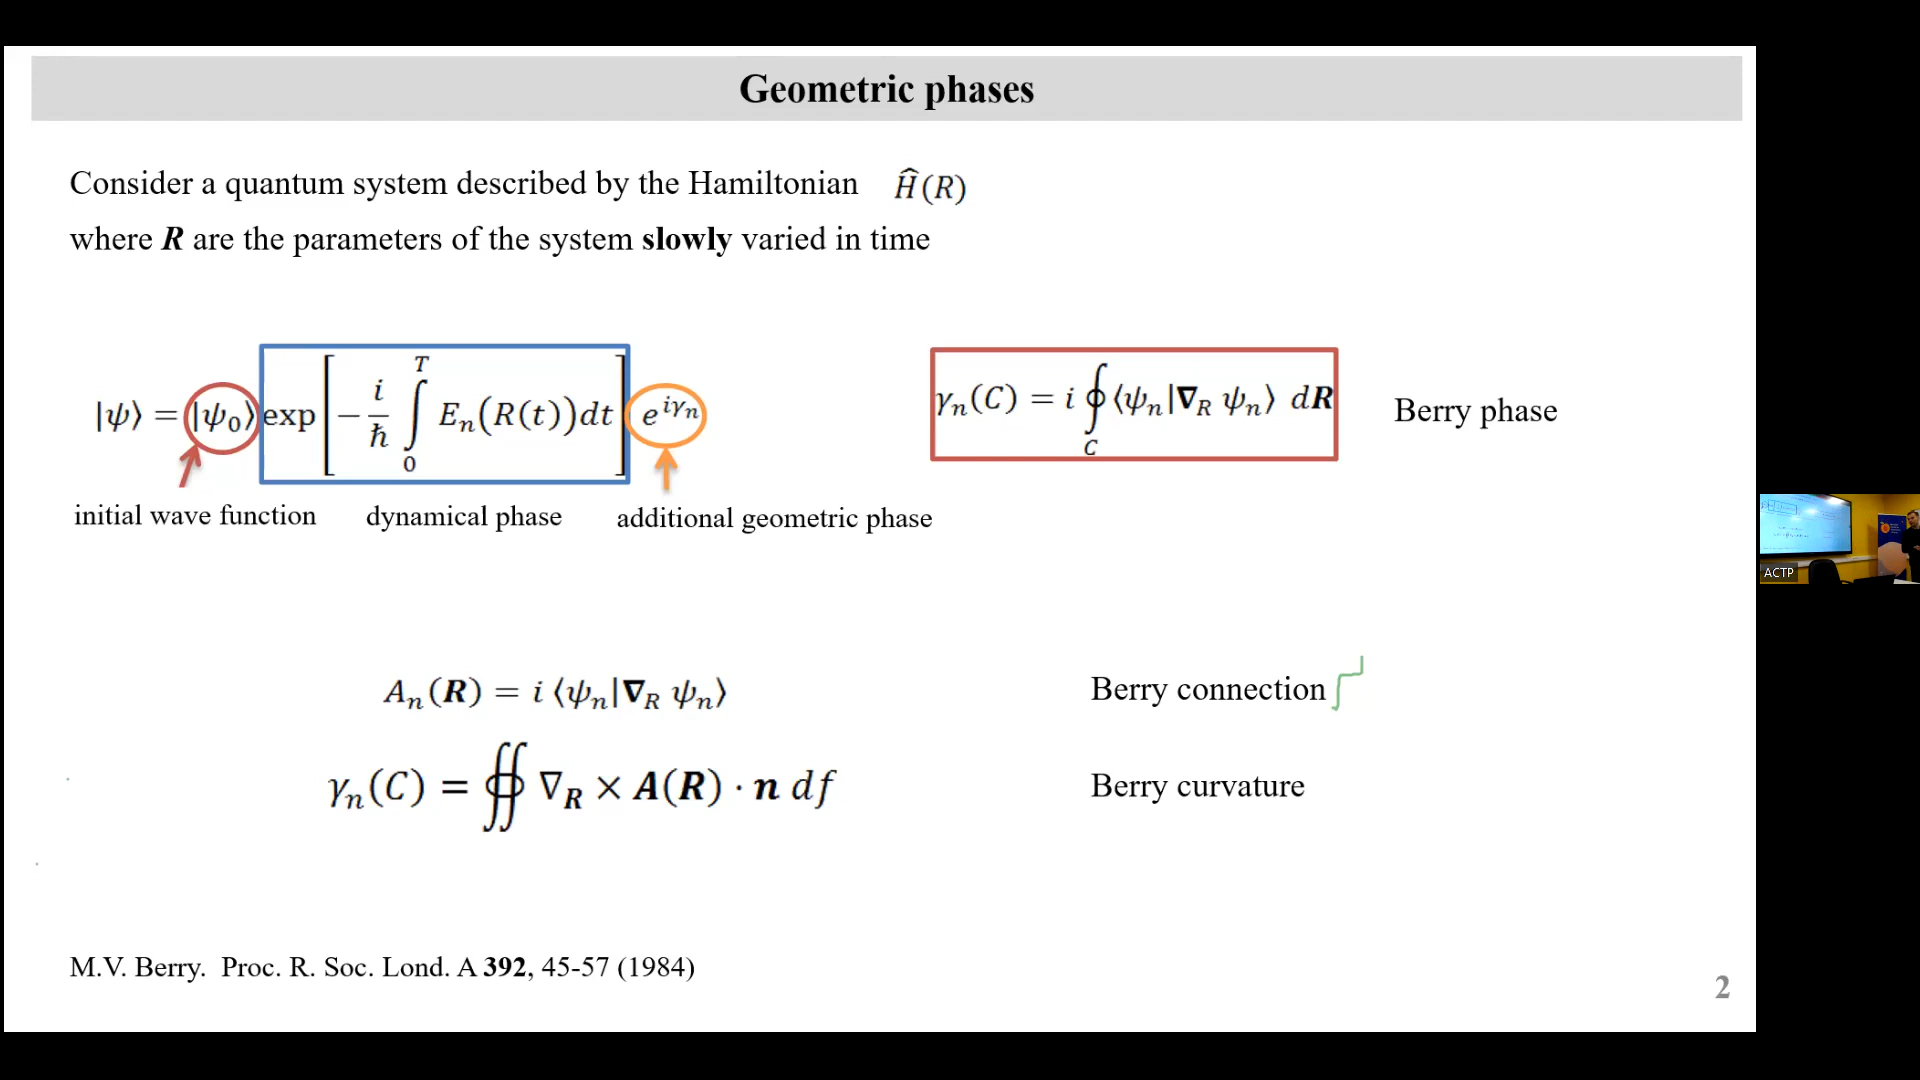 Geometric phases
Consider a quantum system described by the Hamiltonian Ĥ(R)
where R are the parameters of the system slowly varied in time
|ψ⟩ = |ψ₀⟩ exp[−i/ħ ∫₀ᵀ Eₙ(R(t))dt] e^{iγₙ}
γₙ(C) = i ∮_C ⟨ψₙ|∇_R ψₙ⟩ dR
Berry phase
initial wave function
dynamical phase
additional geometric phase
Aₙ(R) = i ⟨ψₙ|∇_R ψₙ⟩
Berry connection
γₙ(C) = ∯ ∇_R × A(R) · n df
Berry curvature
M.V. Berry. Proc. R. Soc. Lond. A 392, 45-57 (1984)
2
ACTP